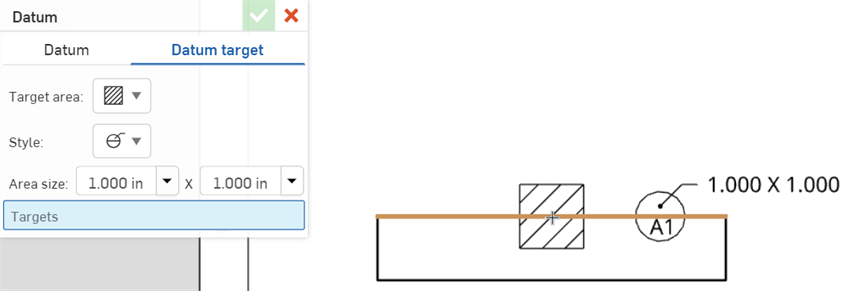 Datum
Datum Datum target
Target area:
Style:
Area size: 1.000 in X 1.000 in
Targets
1.000 X 1.000
A1